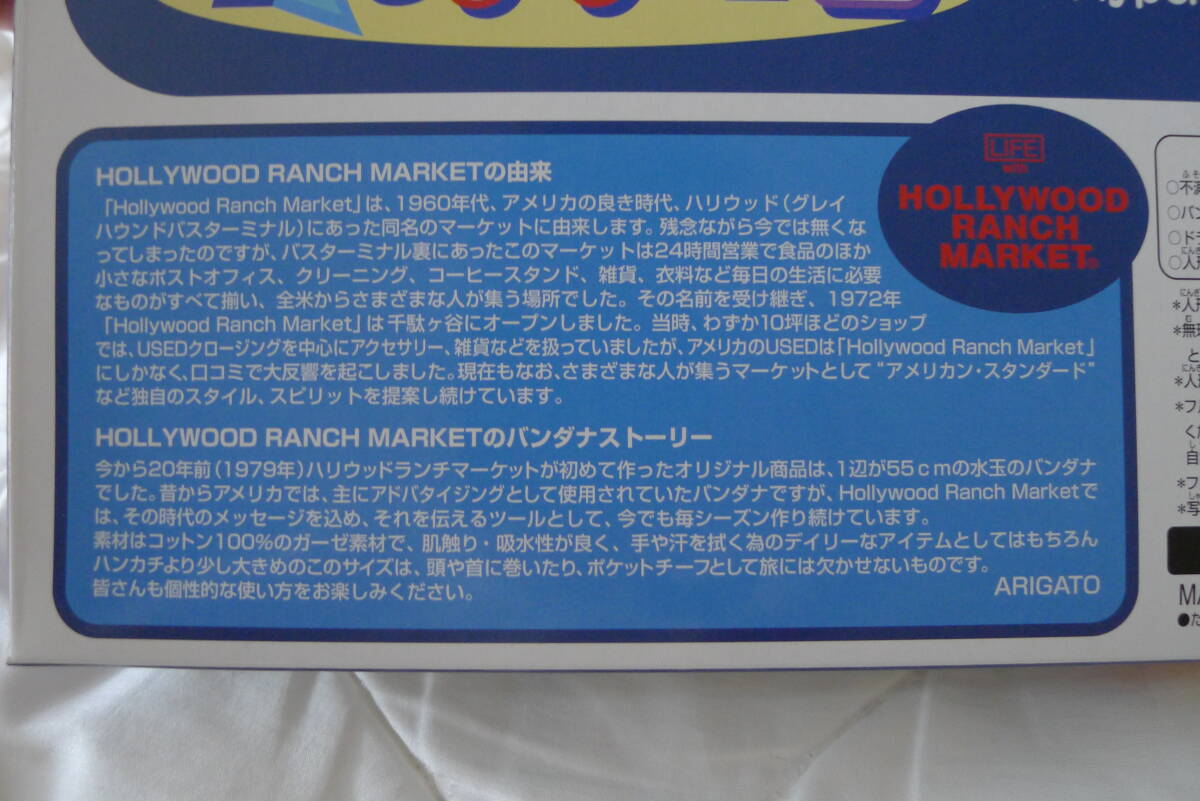 HOLLYWOOD RANCH MARKETの由来
「Hollywood Ranch Market」は、1960年代、アメリカの良き時代、ハリウッド（グレイ
ハウンドバスターミナル）にあった同名のマーケットに由来します。残念ながら今では無くな
ってしまったのですが、バスターミナル裏にあったこのマーケットは24時間営業で食品のほか
小さなポストオフィス、クリーニング、コーヒースタンド、雑貨、衣料など毎日の生活に必要
なものがすべて揃い、全米からさまざまな人が集う場所でした。その名前を受け継ぎ、1972年
「Hollywood Ranch Market」は千駄ヶ谷にオープンしました。当時、わずか10坪ほどのショップ
では、USEDクロージングを中心にアクセサリー、雑貨などを扱っていましたが、アメリカのUSEDは「Hollywood Ranch Market」
にしかなく、口コミで大反響を起こしました。現在もなお、さまざまな人が集うマーケットとして"アメリカン・スタンダード"
など独自のスタイル、スピリットを提案し続けています。
HOLLYWOOD RANCH MARKETのバンダナストーリー
今から20年前（1979年）ハリウッドランチマーケットが初めて作ったオリジナル商品は、1辺が55cmの水玉のバンダナ
でした。昔からアメリカでは、主にアドバタイジングとして使用されていたバンダナですが、Hollywood Ranch Marketで
は、その時代のメッセージを込め、それを伝えるツールとして、今でも毎シーズン作り続けています。
素材はコットン100%のガーゼ素材で、肌触り・吸水性が良く、手や汗を拭く為のデイリーなアイテムとしてはもちろん
ハンカチより少し大きめのこのサイズは、頭や首に巻いたり、ポケットチーフとして旅には欠かせないものです。
皆さんも個性的な使い方をお楽しみください。
ARIGATO
LIFE
with
HOLLYWOOD
RANCH
MARKET®